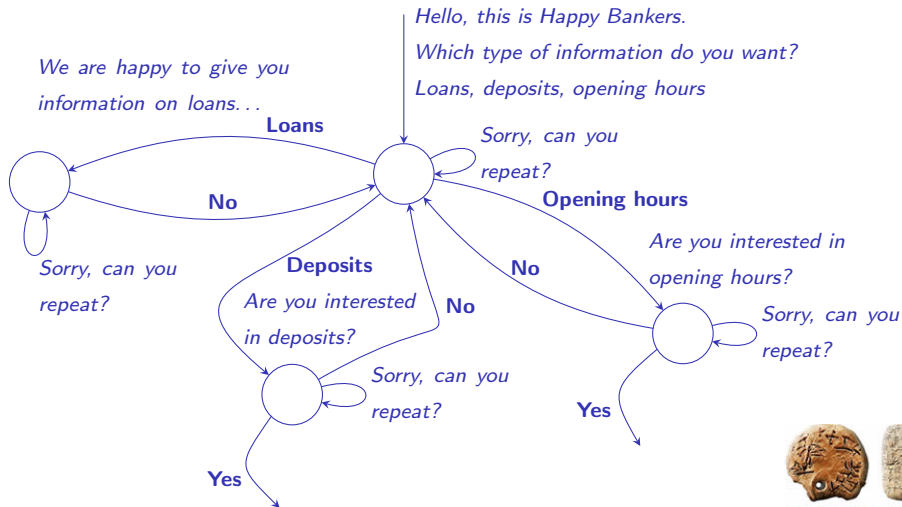 Hello, this is Happy Bankers.
Which type of information do you want?
Loans, deposits, opening hours
We are happy to give you
information on loans...
Loans
Sorry, can you
repeat?
No
Opening hours
Sorry, can you
repeat?
Deposits
Are you interested
in deposits?
No
No
Are you interested in
opening hours?
Sorry, can you
repeat?
Sorry, can you
repeat?
Yes
Yes